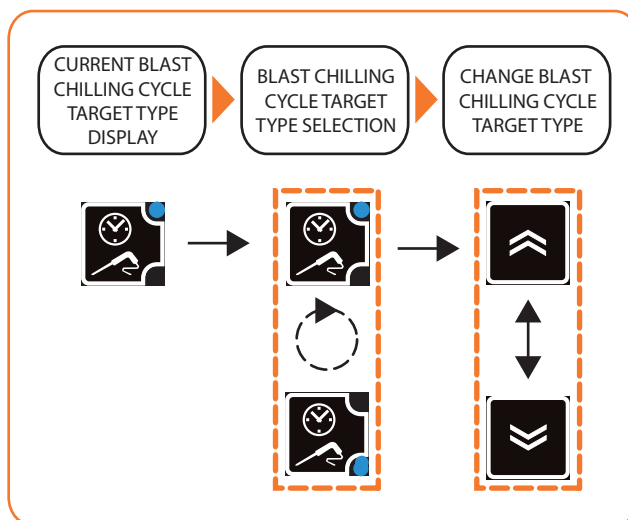 CURRENT BLAST
CHILLING CYCLE
TARGET TYPE
DISPLAY
BLAST CHILLING
CYCLE TARGET
TYPE SELECTION
CHANGE BLAST
CHILLING CYCLE
TARGET TYPE